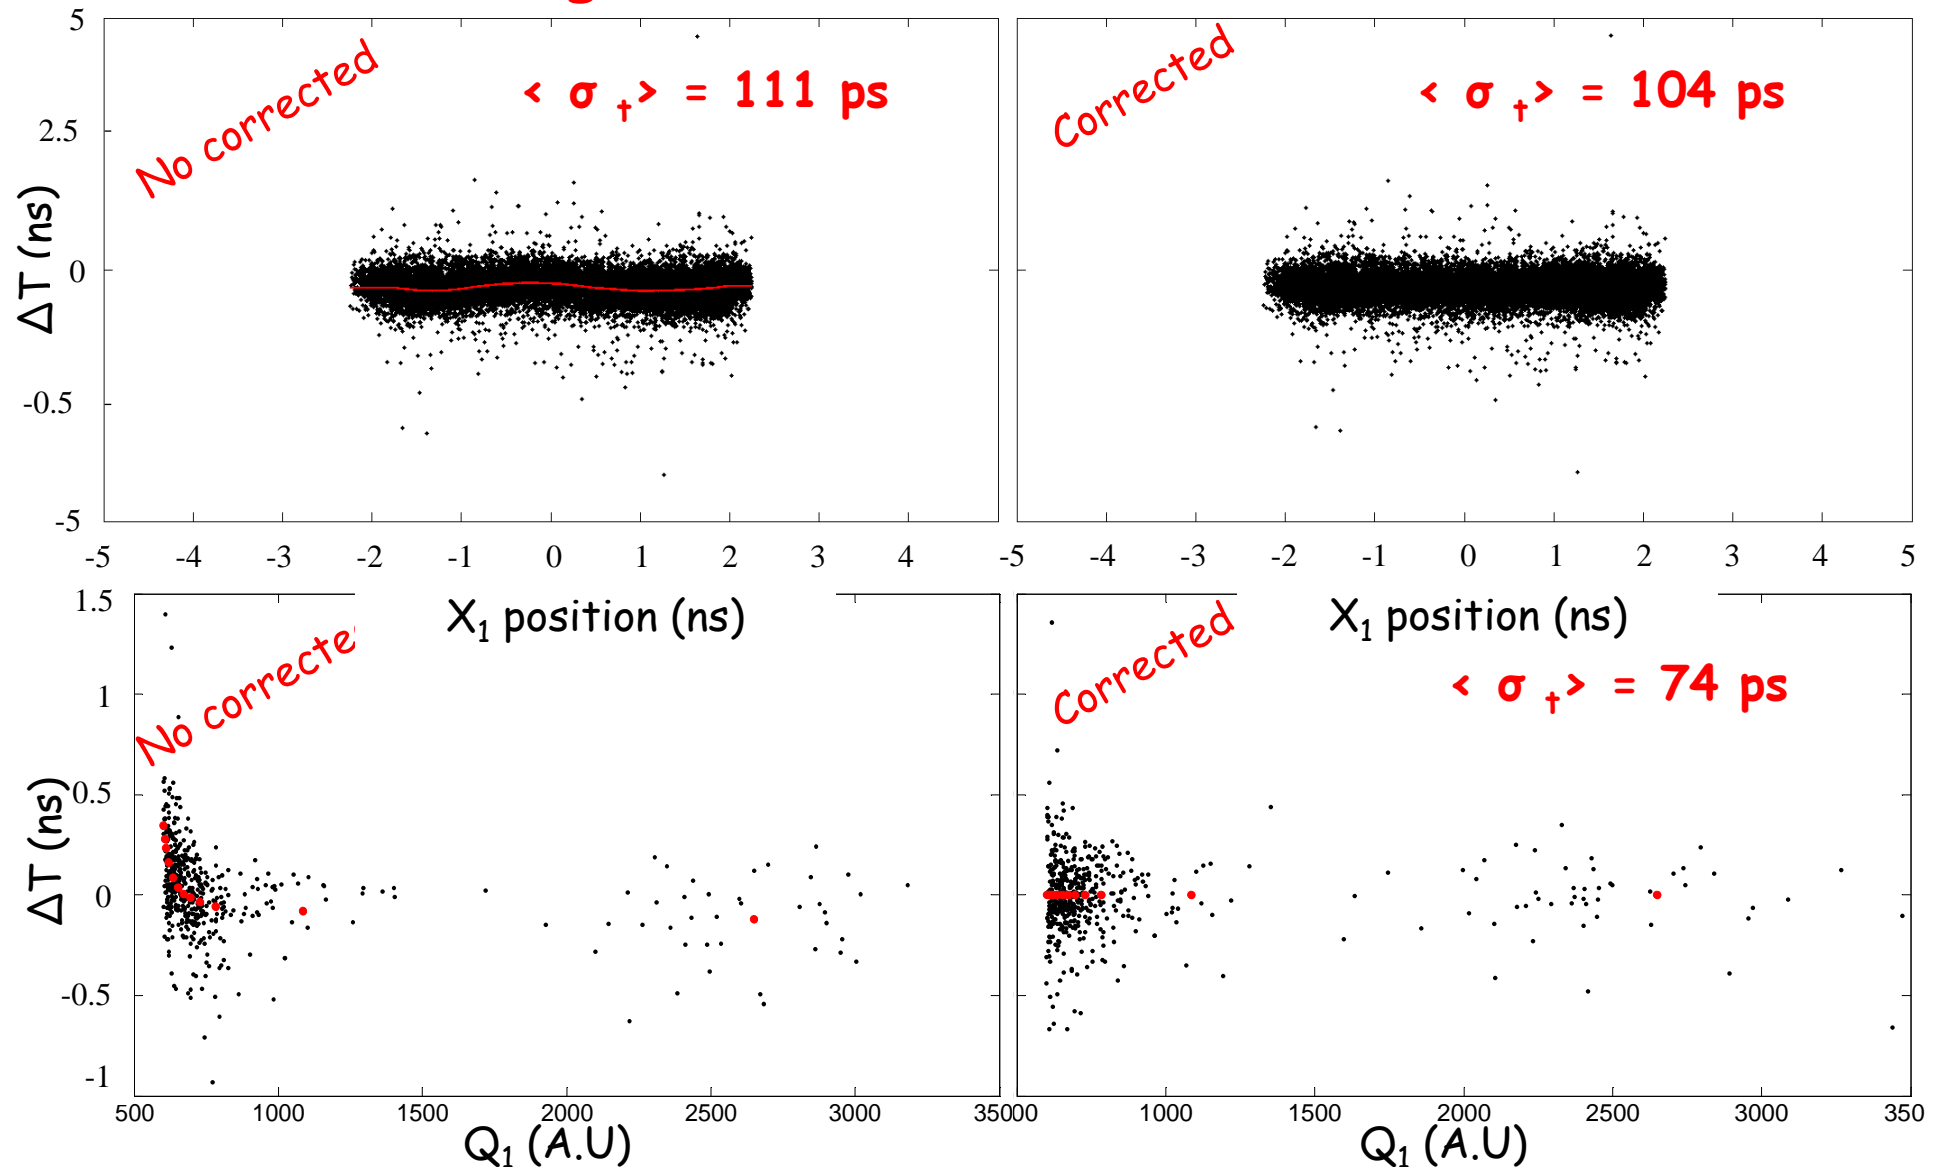 g
5
No corrected
< σ t > = 111 ps
Corrected
< σ t > = 104 ps
2.5
ΔT (ns)
0
-0.5
-5
-5 -4 -3 -2 -1 0 1 2 3 4
-5 -4 -3 -2 -1 0 1 2 3 4 5
X1 position (ns)
X1 position (ns)
1.5
No corrected
Corrected
< σ t > = 74 ps
1
0.5
ΔT (ns)
0
-0.5
-1
500 1000 1500 2000 2500 3000 3500
00 1000 1500 2000 2500 3000 350
Q1 (A.U)
Q1 (A.U)